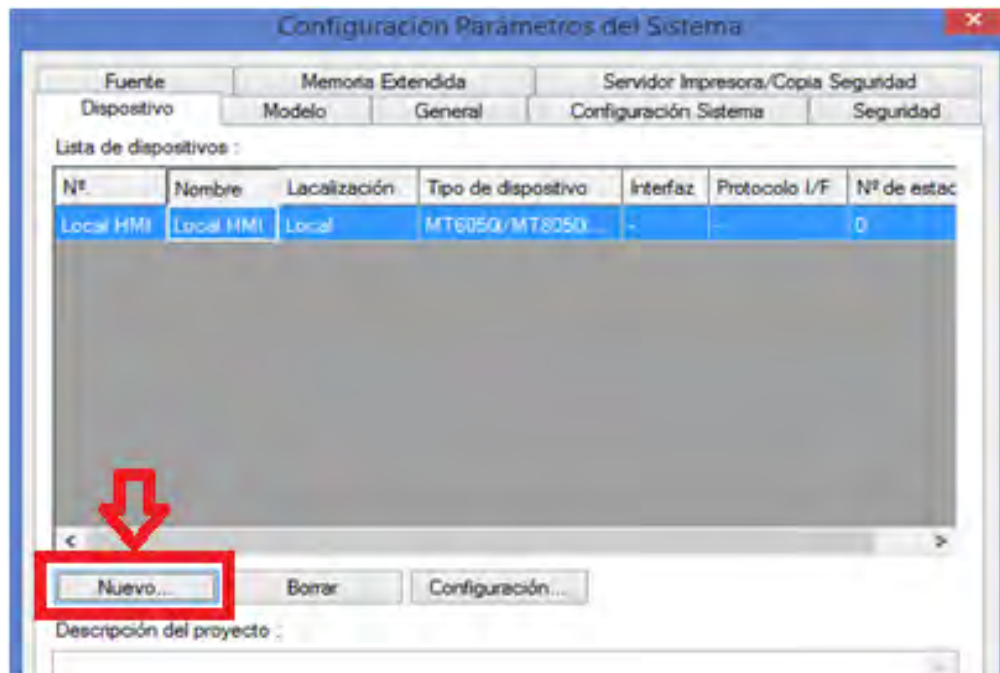 Configuración Parámetros del Sistema
Fuente Memoria Extendida Servidor Impresora/Copia Seguridad
Dispositivo Modelo General Configuración Sistema Seguridad
Lista de dispositivos :
Nº. Nombre Lacalización Tipo de dispositivo Interfaz Protocolo I/F Nº de estac
Local HMI Local HMI Local MT6050i/MT8050i... - - 0
Nuevo... Borrar Configuración...
Descripción del proyecto :